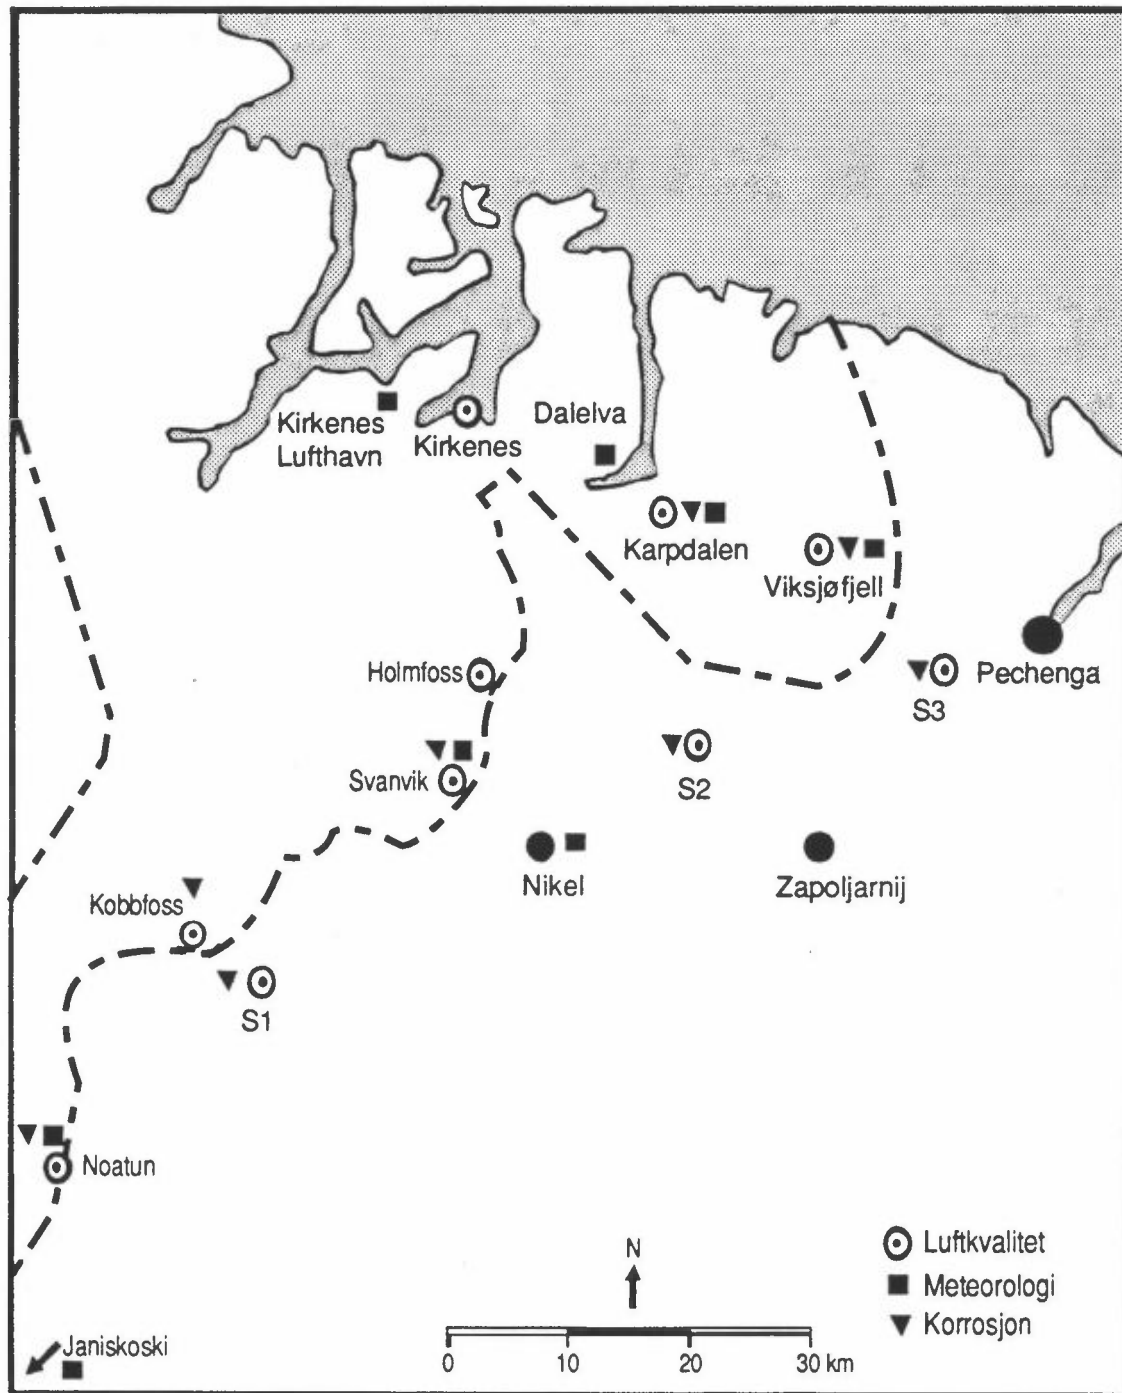 Kirkenes
Lufthavn
Kirkenes
Dalelva
Karpdalen
Viksjøfjell
Holmfoss
Pechenga
S3
Svanvik
S2
Nikel
Zapoljarnij
Kobbfoss
S1
Noatun
Janiskoski
N
0 10 20 30 km
Luftkvalitet
Meteorologi
Korrosjon